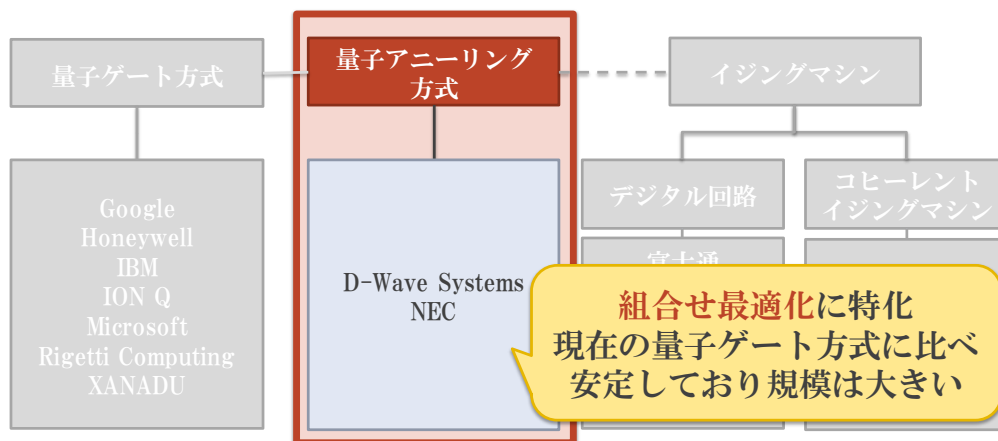 量子ゲート方式
量子アニーリング
方式
イジングマシン
Google
Honeywell
IBM
ION Q
Microsoft
Rigetti Computing
XANADU
D-Wave Systems
NEC
デジタル回路
コヒーレント
イジングマシン
富士通
組合せ最適化に特化
現在の量子ゲート方式に比べ
安定しており規模は大きい